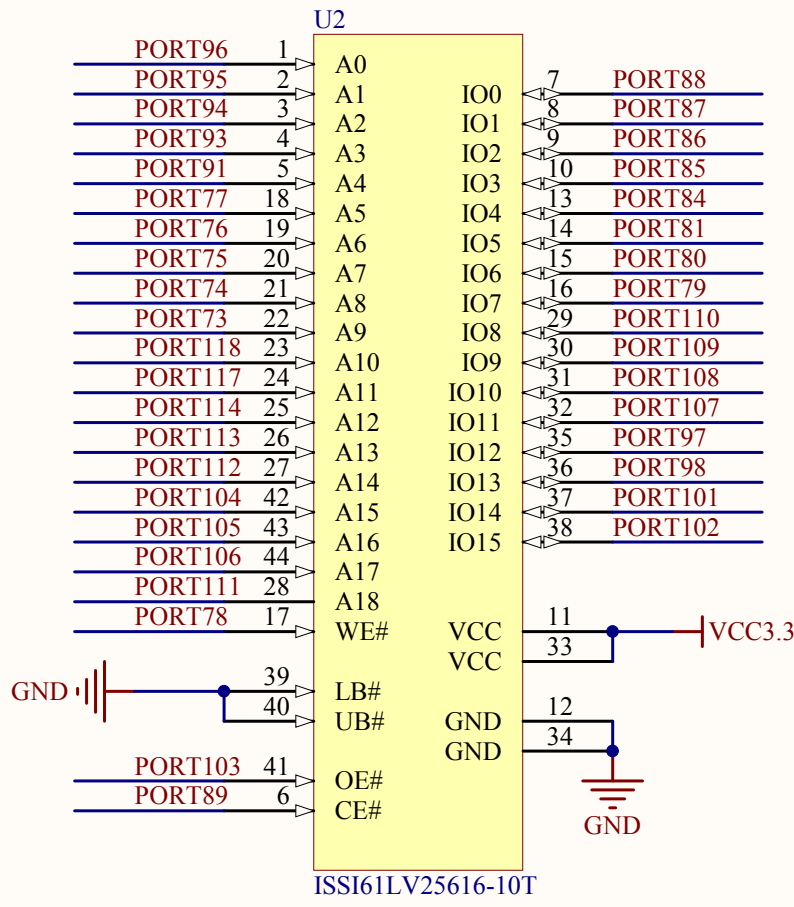 U2
PORT96 1 A0
PORT95 2 A1 IO0 7 PORT88
PORT94 3 A2 IO1 8 PORT87
PORT93 4 A3 IO2 9 PORT86
PORT91 5 A4 IO3 10 PORT85
PORT77 18 A5 IO4 13 PORT84
PORT76 19 A6 IO5 14 PORT81
PORT75 20 A7 IO6 15 PORT80
PORT74 21 A8 IO7 16 PORT79
PORT73 22 A9 IO8 29 PORT110
PORT118 23 A10 IO9 30 PORT109
PORT117 24 A11 IO10 31 PORT108
PORT114 25 A12 IO11 32 PORT107
PORT113 26 A13 IO12 35 PORT97
PORT112 27 A14 IO13 36 PORT98
PORT104 42 A15 IO14 37 PORT101
PORT105 43 A16 IO15 38 PORT102
PORT106 44 A17
PORT111 28 A18
PORT78 17 WE# VCC 11 VCC3.3
VCC 33
GND 39 LB#
40 UB# GND 12
GND 34
PORT103 41 OE#
PORT89 6 CE#
GND
ISSI61LV25616-10T